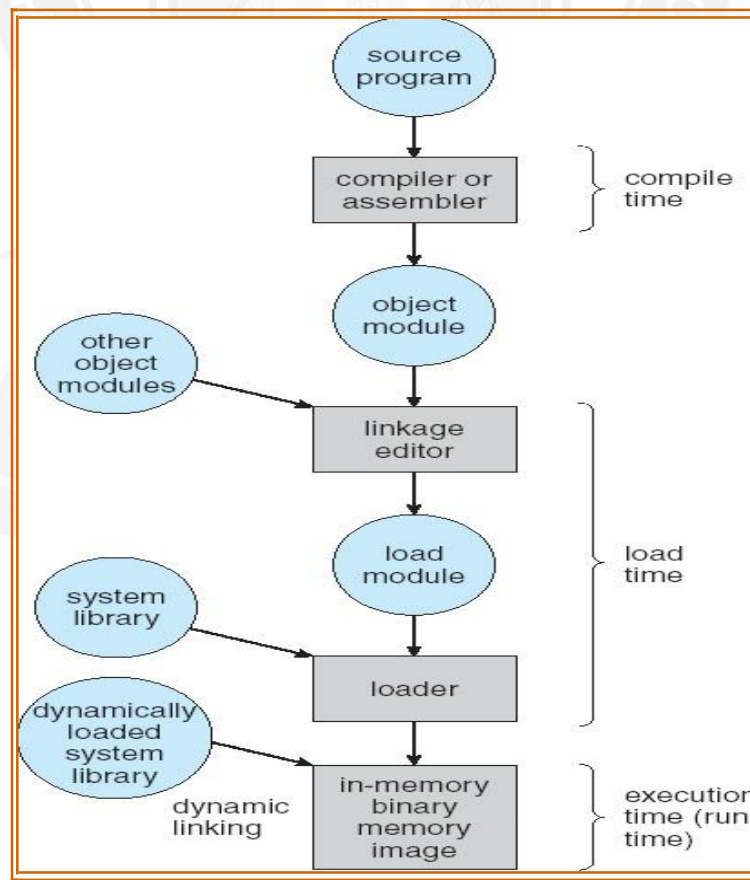 source
program
compiler or
assembler
compile
time
object
module
other
object
modules
linkage
editor
load
module
load
time
system
library
loader
dynamically
loaded
system
library
dynamic
linking
in-memory
binary
memory
image
execution
time (run
time)